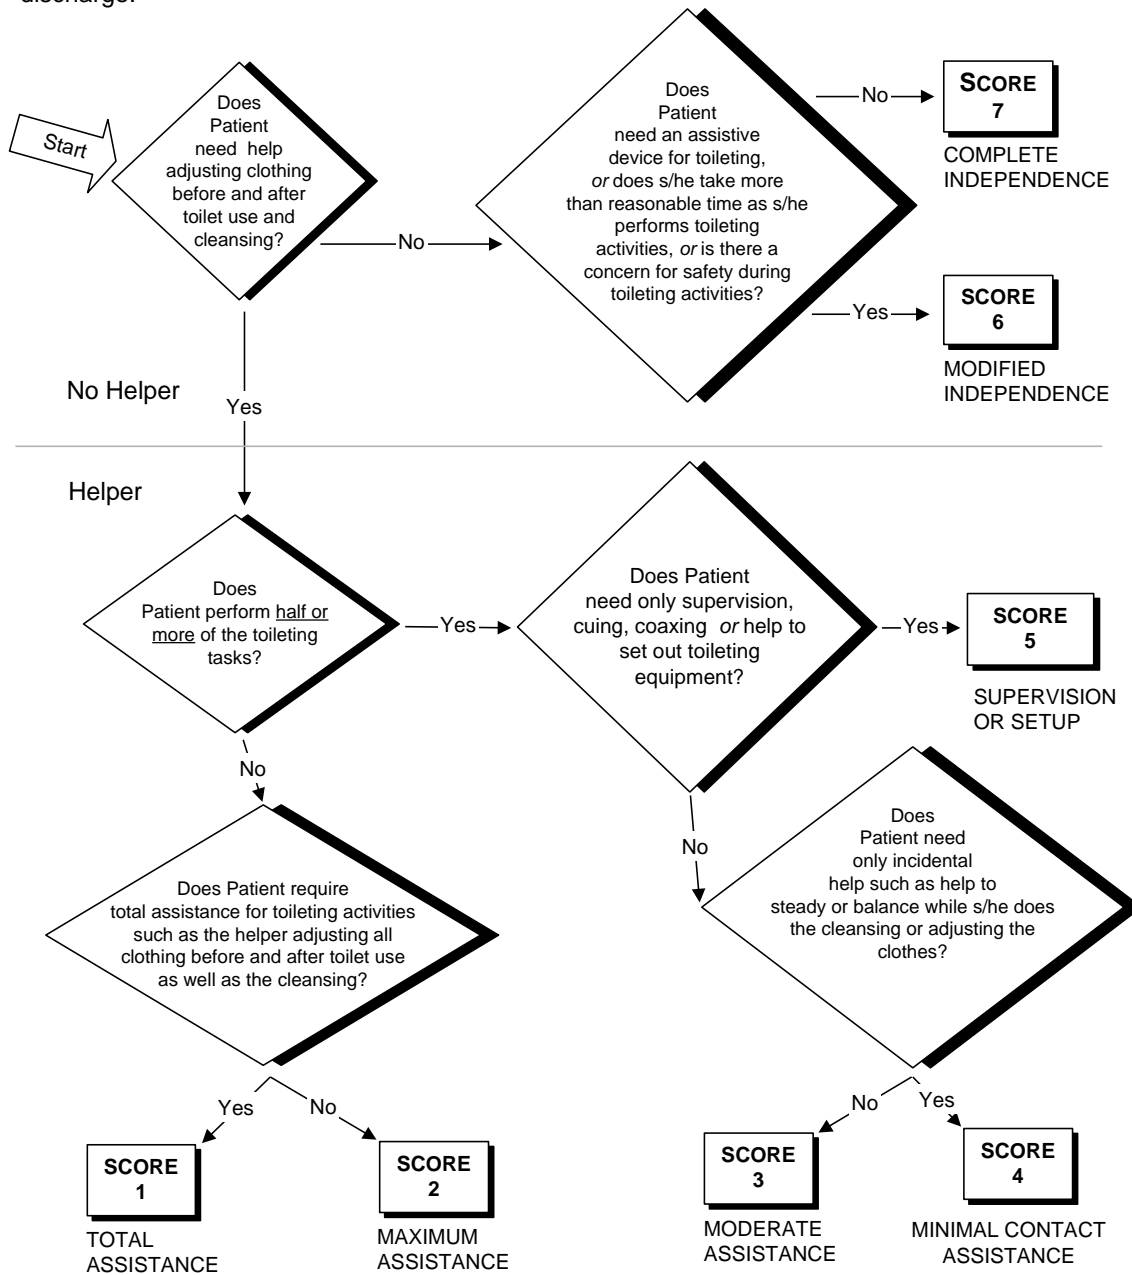 discharge.
Start
Does
Patient
need help
adjusting clothing
before and after
toilet use and
cleansing?
No
Does
Patient
need an assistive
device for toileting,
or does s/he take more
than reasonable time as s/he
performs toileting
activities, or is there a
concern for safety during
toileting activities?
No
SCORE
7
COMPLETE
INDEPENDENCE
Yes
SCORE
6
MODIFIED
INDEPENDENCE
No Helper
Yes
Helper
Does
Patient perform half or
more of the toileting
tasks?
Yes
Does Patient
need only supervision,
cuing, coaxing or help to
set out toileting
equipment?
Yes
SCORE
5
SUPERVISION
OR SETUP
No
Does Patient require
total assistance for toileting activities
such as the helper adjusting all
clothing before and after toilet use
as well as the cleansing?
No
Does
Patient need
only incidental
help such as help to
steady or balance while s/he does
the cleansing or adjusting the
clothes?
Yes
No
SCORE
1
TOTAL
ASSISTANCE
SCORE
2
MAXIMUM
ASSISTANCE
No
Yes
SCORE
3
MODERATE
ASSISTANCE
SCORE
4
MINIMAL CONTACT
ASSISTANCE